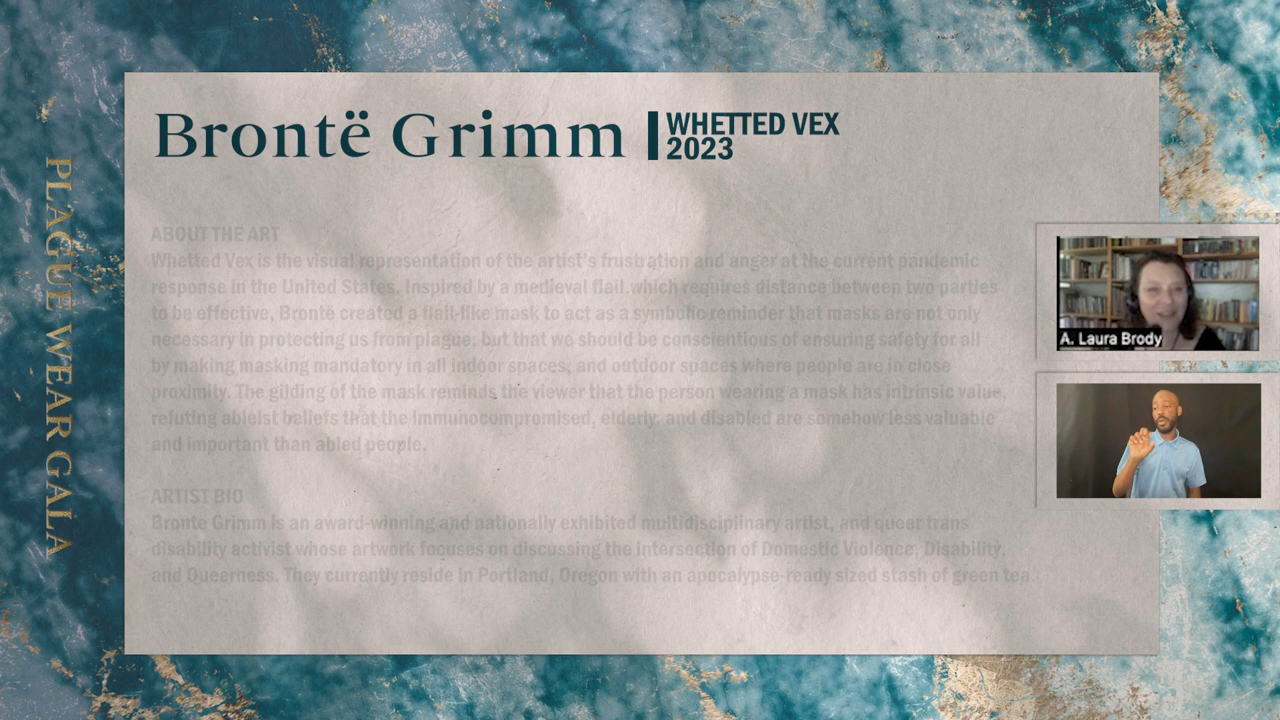 Brontë Grimm
WHETTED VEX
2023
PLAGUE WEAR GALA
ABOUT THE ART
Whetted Vex is the visual representation of the artist's frustration and anger at the current pandemic
response in the United States. Inspired by a medieval flail which requires distance between two parties
to be effective, Brontë created a flail-like mask to act as a symbolic reminder that masks are not only
necessary in protecting us from plague, but that we should be conscientious of ensuring safety for all
by making masking mandatory in all indoor spaces, and outdoor spaces where people are in close
proximity. The gilding of the mask reminds the viewer that the person wearing a mask has intrinsic value,
refuting ableist beliefs that the immunocompromised, elderly, and disabled are somehow less valuable
and important than abled people.
ARTIST BIO
Bronte Grimm is an award-winning and nationally exhibited multidisciplinary artist, and queer trans
disability activist whose artwork focuses on discussing the intersection of Domestic Violence, Disability,
and Queerness. They currently reside in Portland, Oregon with an apocalypse-ready sized stash of green tea.
A. Laura Brody